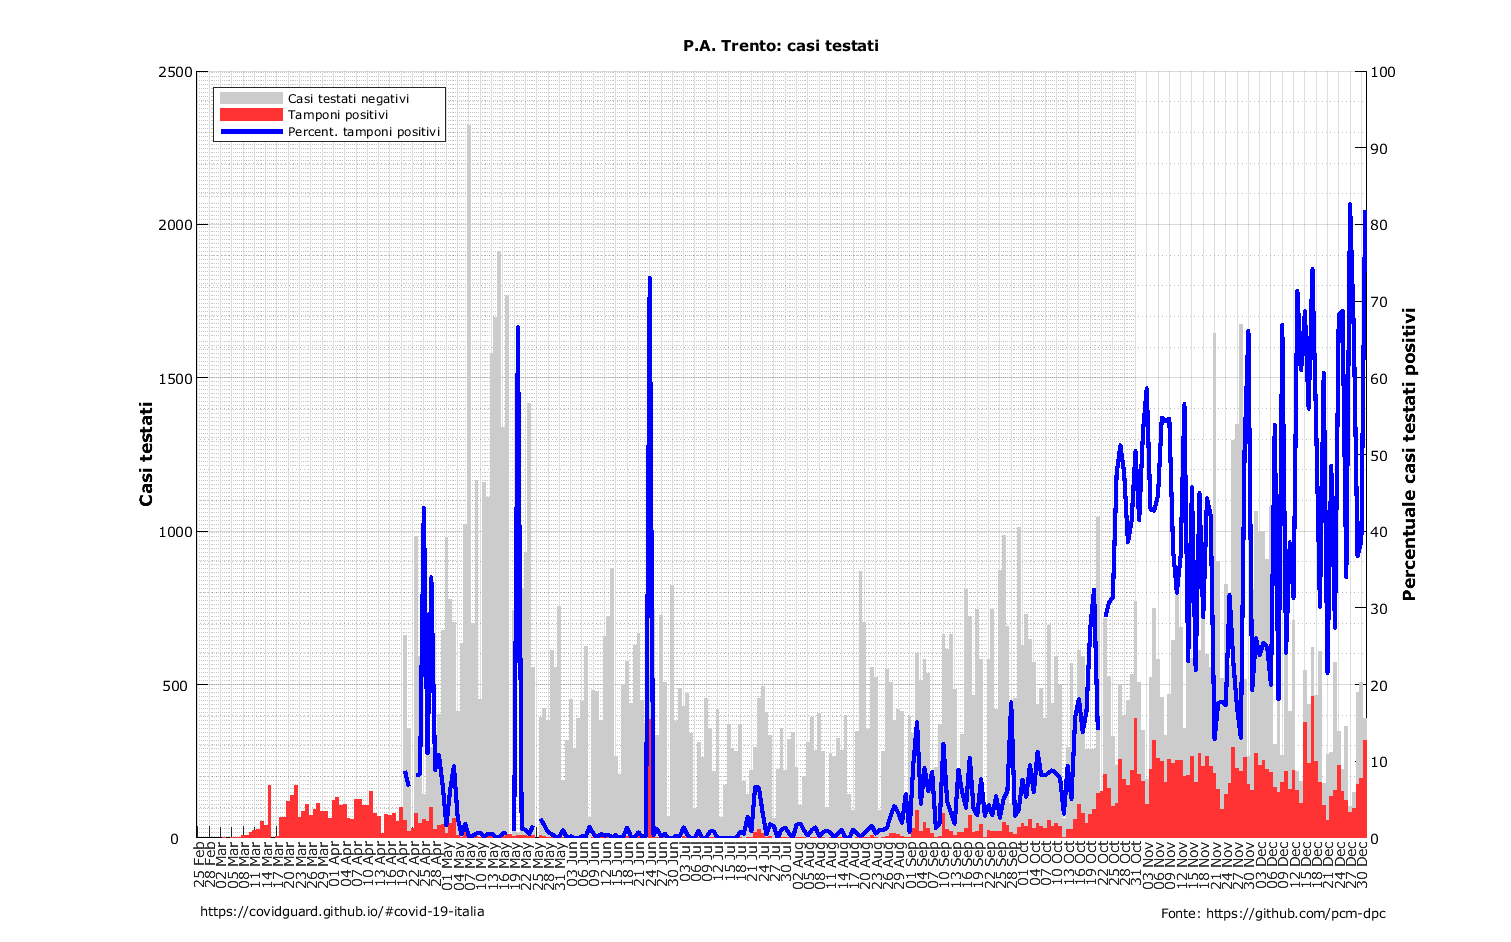 P.A. Trento: casi testati
Casi testati negativi
Tamponi positivi
Percent. tamponi positivi
2500
2000
1500
1000
500
0
Casi testati
100
90
80
70
60
50
40
30
20
10
0
Percentuale casi testati positivi
25 Feb
28 Feb
02 Mar
05 Mar
08 Mar
11 Mar
14 Mar
17 Mar
20 Mar
23 Mar
26 Mar
29 Mar
01 Apr
04 Apr
07 Apr
10 Apr
13 Apr
16 Apr
19 Apr
22 Apr
25 Apr
28 Apr
01 May
04 May
07 May
10 May
13 May
16 May
19 May
22 May
25 May
28 May
31 May
03 Jun
06 Jun
09 Jun
12 Jun
15 Jun
18 Jun
21 Jun
24 Jun
27 Jun
30 Jun
03 Jul
06 Jul
09 Jul
12 Jul
15 Jul
18 Jul
21 Jul
24 Jul
27 Jul
30 Jul
02 Aug
05 Aug
08 Aug
11 Aug
14 Aug
17 Aug
20 Aug
23 Aug
26 Aug
29 Aug
01 Sep
04 Sep
07 Sep
10 Sep
13 Sep
16 Sep
19 Sep
22 Sep
25 Sep
28 Sep
01 Oct
04 Oct
07 Oct
10 Oct
13 Oct
16 Oct
19 Oct
22 Oct
25 Oct
28 Oct
31 Oct
03 Nov
06 Nov
09 Nov
12 Nov
15 Nov
18 Nov
21 Nov
24 Nov
27 Nov
30 Nov
03 Dec
06 Dec
09 Dec
12 Dec
15 Dec
18 Dec
21 Dec
24 Dec
27 Dec
30 Dec
https://covidguard.github.io/#covid-19-italia
Fonte: https://github.com/pcm-dpc